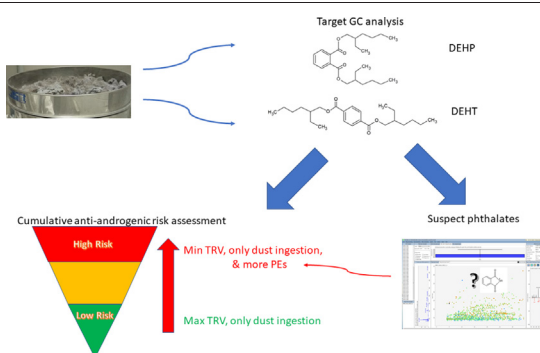 Target GC analysis
DEHP
DEHT
Cumulative anti-androgenic risk assessment
High Risk
Low Risk
Min TRV, only dust ingestion,
& more PEs
Max TRV, only dust ingestion
Suspect phthalates
?